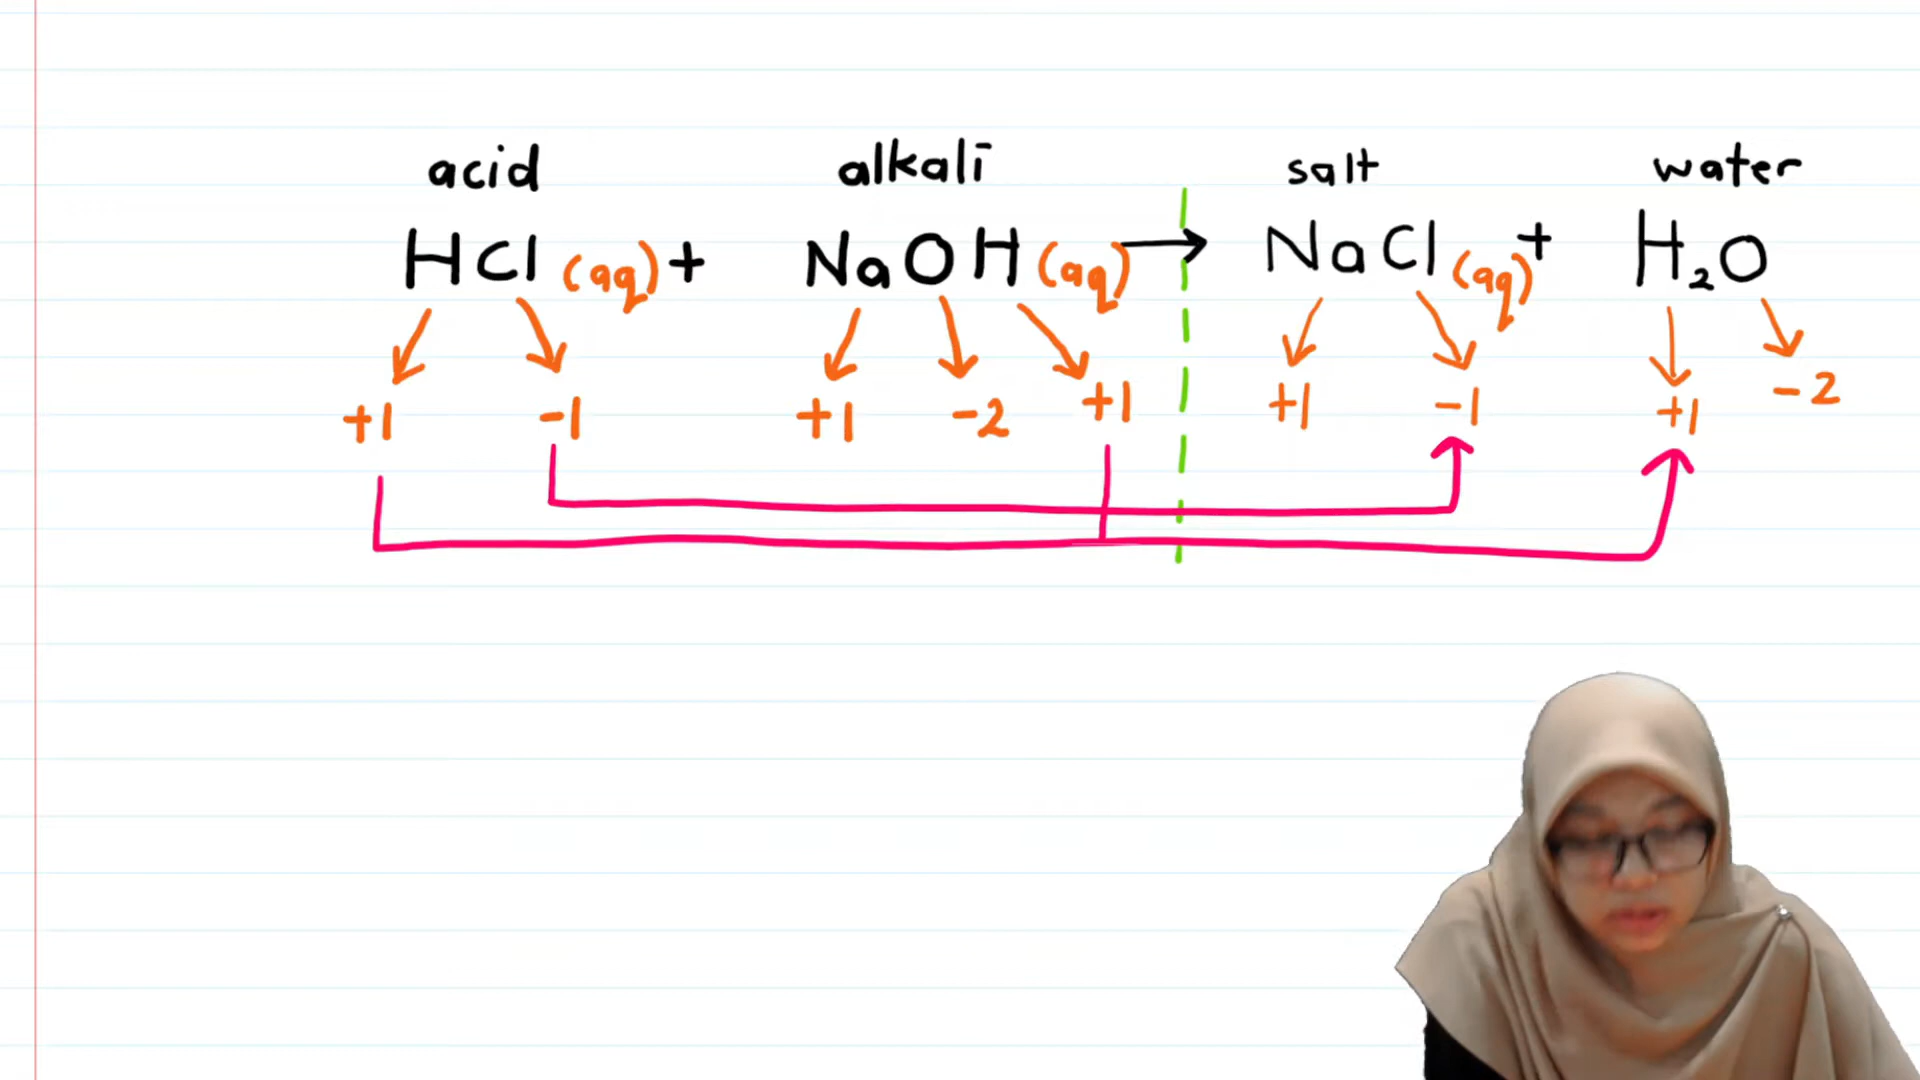 acid alkali salt water
HCl (aq) + NaOH (aq) → NaCl (aq) + H₂O
+1 -1 +1 -2 +1 +1 -1 +1 -2